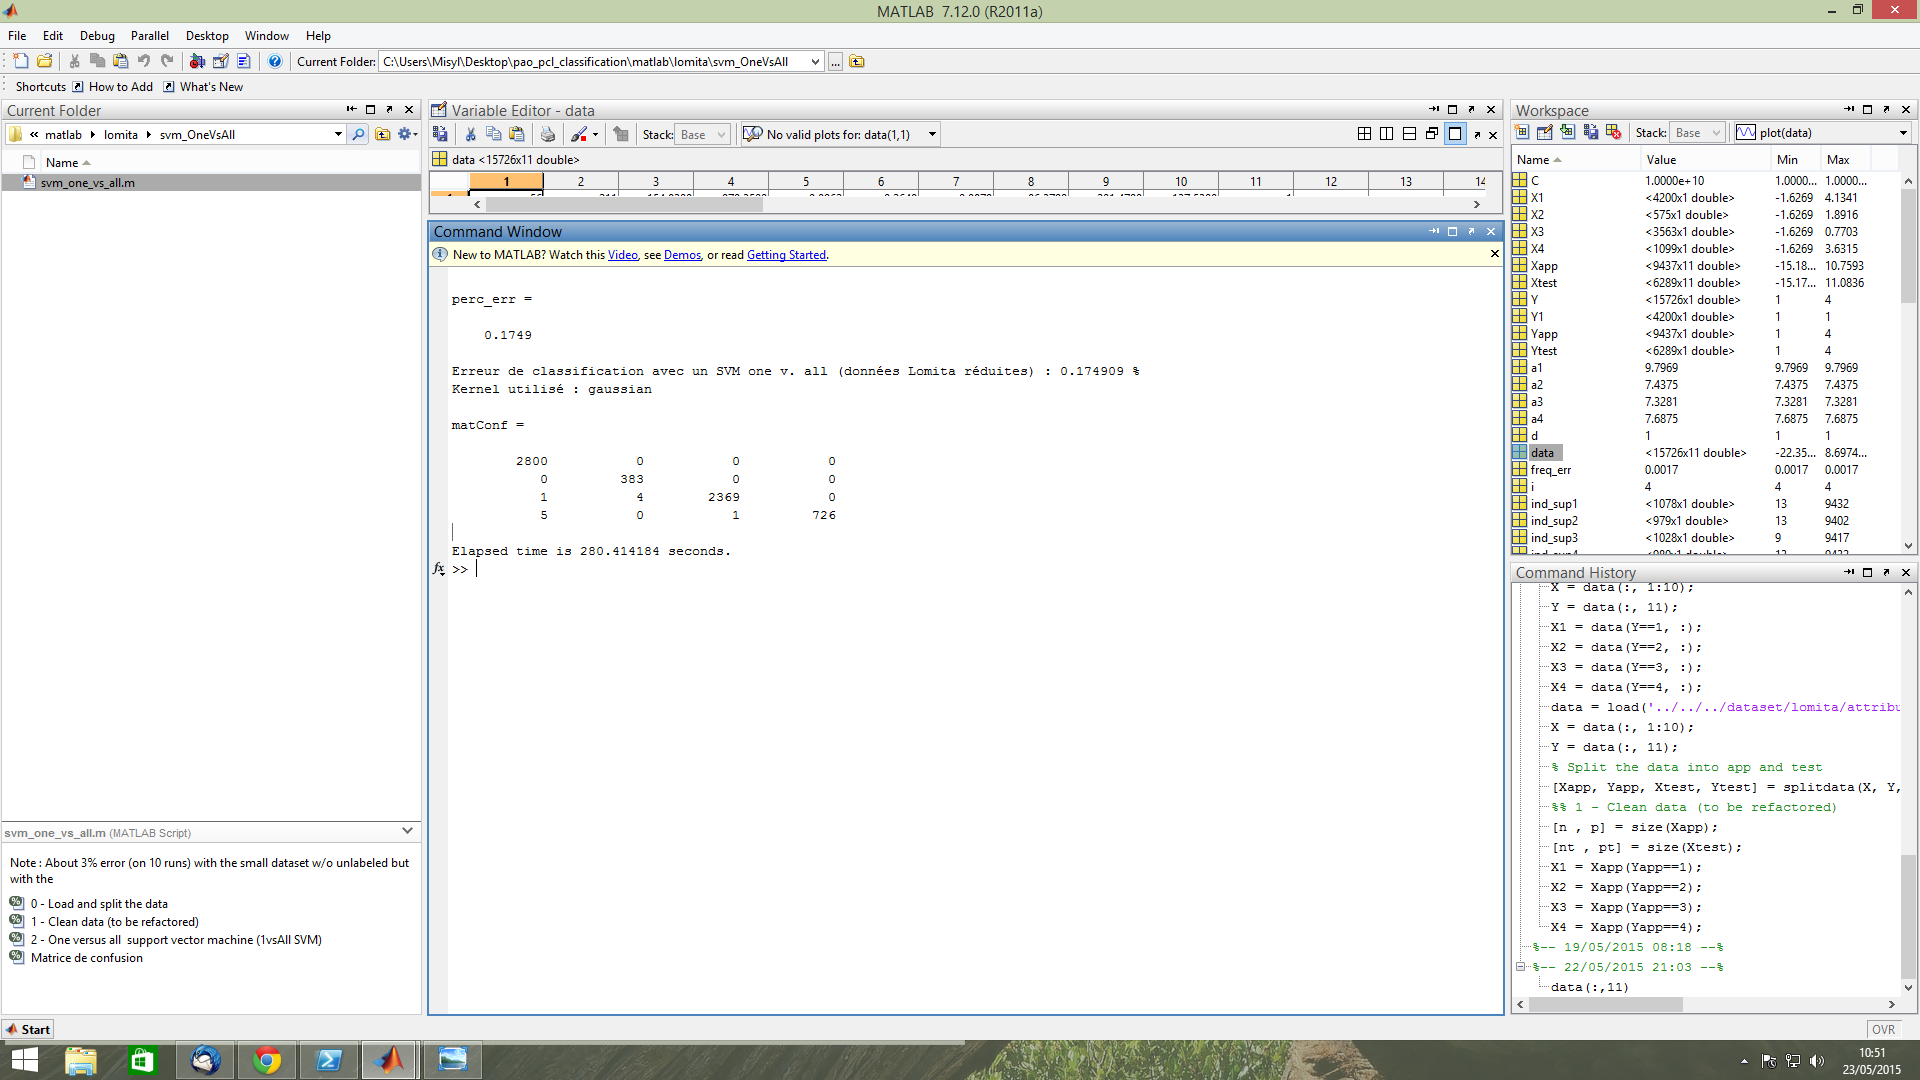 MATLAB 7.12.0 (R2011a)
File Edit Debug Parallel Desktop Window Help
Current Folder: C:\Users\Misyl\Desktop\pao_pcl_classification\matlab\lomita\svm_OneVsAll
Shortcuts How to Add What's New
Current Folder
« matlab lomita svm_OneVsAll
Name
svm_one_vs_all.m
svm_one_vs_all.m (MATLAB Script)
Note : About 3% error (on 10 runs) with the small dataset w/o unlabeled but
with the
0 - Load and split the data
1 - Clean data (to be refactored)
2 - One versus all support vector machine (1vsAll SVM)
Matrice de confusion
Variable Editor - data
Stack: Base No valid plots for: data(1,1)
data <15726x11 double>
1 2 3 4 5 6 7 8 9 10 11 12 13 14
Command Window
New to MATLAB? Watch this Video, see Demos, or read Getting Started.
perc_err =
0.1749
Erreur de classification avec un SVM one v. all (données Lomita réduites) : 0.174909 %
Kernel utilisé : gaussian
matConf =
2800 0 0 0
0 383 0 0
1 4 2369 0
5 0 1 726
Elapsed time is 280.414184 seconds.
fx >>
Workspace
Stack: Base plot(data)
Name Value Min Max
C 1.0000e+10 1.0000... 1.0000...
X1 <4200x1 double> -1.6269 4.1341
X2 <575x1 double> -1.6269 1.8916
X3 <3563x1 double> -1.6269 0.7703
X4 <1099x1 double> -1.6269 3.6315
Xapp <9437x11 double> -15.18... 10.7593
Xtest <6289x11 double> -15.17... 11.0836
Y <15726x1 double> 1 4
Y1 <4200x1 double> 1 1
Yapp <9437x1 double> 1 4
Ytest <6289x1 double> 1 4
a1 9.7969 9.7969 9.7969
a2 7.4375 7.4375 7.4375
a3 7.3281 7.3281 7.3281
a4 7.6875 7.6875 7.6875
d 1 1 1
data <15726x11 double> -22.35... 8.6974...
freq_err 0.0017 0.0017 0.0017
i 4 4 4
ind_sup1 <1078x1 double> 13 9432
ind_sup2 <979x1 double> 13 9402
ind_sup3 <1028x1 double> 9 9417
Command History
X = data(:, 1:10);
Y = data(:, 11);
X1 = data(Y==1, :);
X2 = data(Y==2, :);
X3 = data(Y==3, :);
X4 = data(Y==4, :);
data = load('../../../dataset/lomita/attribu
X = data(:, 1:10);
Y = data(:, 11);
% Split the data into app and test
[Xapp, Yapp, Xtest, Ytest] = splitdata(X, Y,
%% 1 - Clean data (to be refactored)
[n , p] = size(Xapp);
[nt , pt] = size(Xtest);
X1 = Xapp(Yapp==1);
X2 = Xapp(Yapp==2);
X3 = Xapp(Yapp==3);
X4 = Xapp(Yapp==4);
%-- 19/05/2015 08:18 --%
%-- 22/05/2015 21:03 --%
data(:,11)
Start
OVR
10:51
23/05/2015